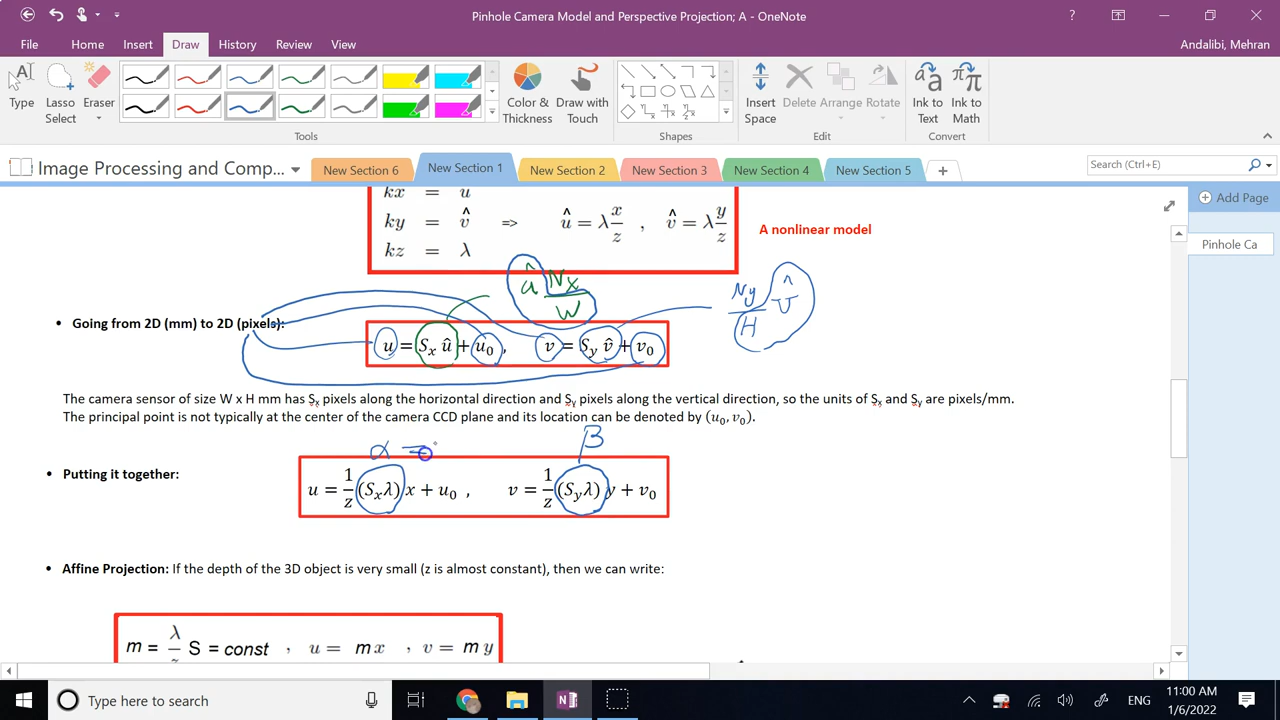 Pinhole Camera Model and Perspective Projection; A - OneNote
File Home Insert Draw History Review View
Andalibi, Mehran
Type Lasso Select Eraser Color & Thickness Draw with Touch Insert Space Delete Arrange Rotate Ink to Text Ink to Math
Tools Shapes Edit Convert
Image Processing and Comp... New Section 6 New Section 1 New Section 2 New Section 3 New Section 4 New Section 5 Search (Ctrl+E)
Add Page
Pinhole Ca
kx = u
ky = v̂ => û = λ x/z , v̂ = λ y/z
kz = λ
A nonlinear model
û Nx/W
Ny/H v̂
• Going from 2D (mm) to 2D (pixels):
u = Sₓ û + u₀, v = Sᵧ v̂ + v₀
The camera sensor of size W x H mm has Sₓ pixels along the horizontal direction and Sᵧ pixels along the vertical direction, so the units of Sₓ and Sᵧ are pixels/mm.
The principal point is not typically at the center of the camera CCD plane and its location can be denoted by (u₀, v₀).
α = β
• Putting it together:
u = 1/z (Sₓλ) x + u₀ , v = 1/z (Sᵧλ) y + v₀
• Affine Projection: If the depth of the 3D object is very small (z is almost constant), then we can write:
m = λ/z S = const , u = m x , v = m y
Type here to search
ENG
11:00 AM
1/6/2022